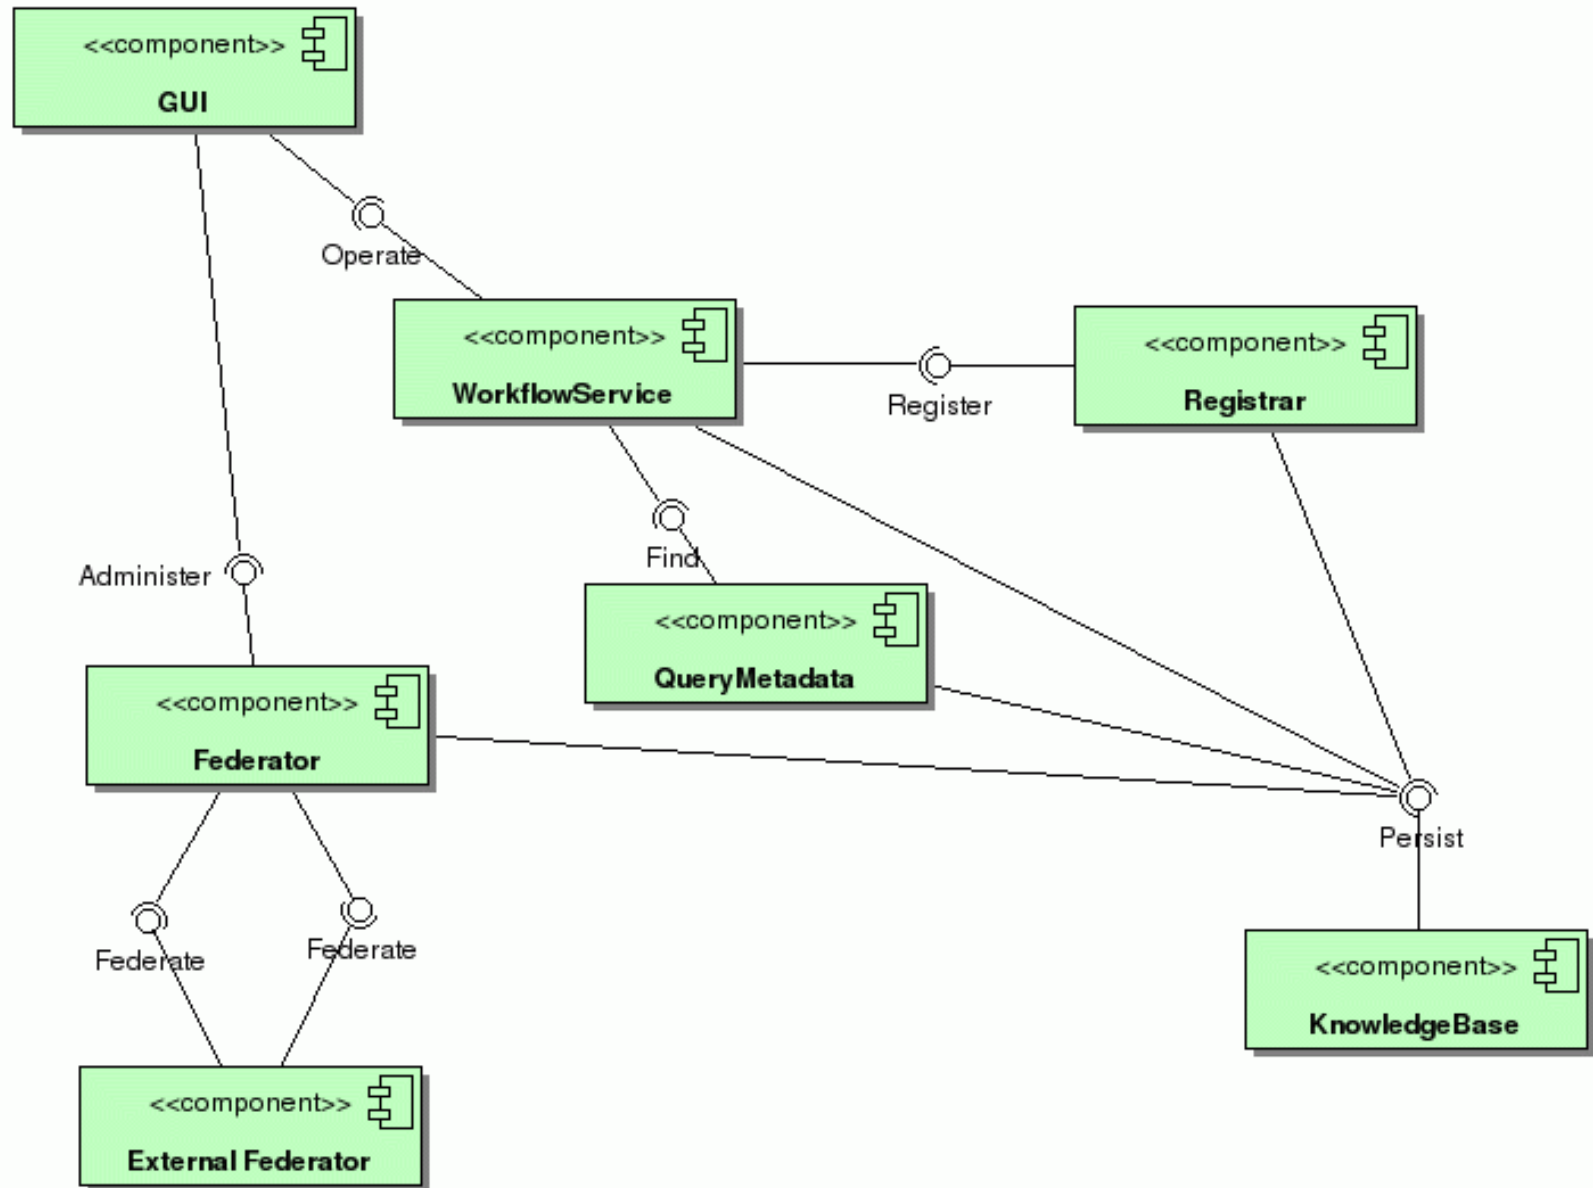 <<component>>
GUI
Operate
<<component>>
WorkflowService
Register
<<component>>
Registrar
Find
Administer
<<component>>
QueryMetadata
<<component>>
Federator
Persist
Federate
Federate
<<component>>
KnowledgeBase
<<component>>
External Federator